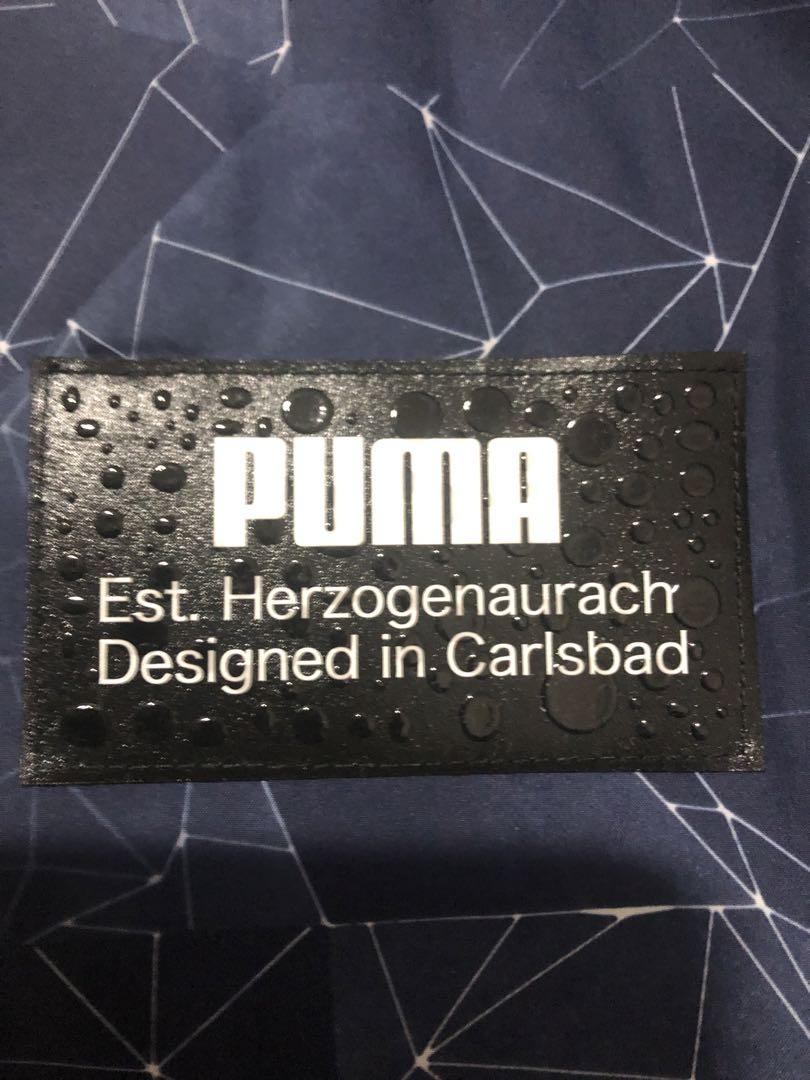 PUMA
Est. Herzogenaurach
Designed in Carlsbad